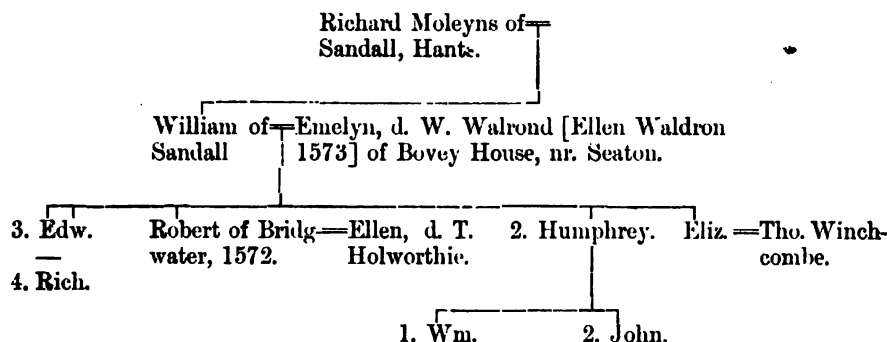 Richard Moleyns of
Sandall, Hants.
William of Emelyn, d. W. Walrond [Ellen Waldron
Sandall 1573] of Bovey House, nr. Seaton.
3. Edw. Robert of Bridg- Ellen, d. T. 2. Humphrey. Eliz. Tho. Winch-
water, 1572. Holworthie. combe.
4. Rich.
1. Wm. 2. John.